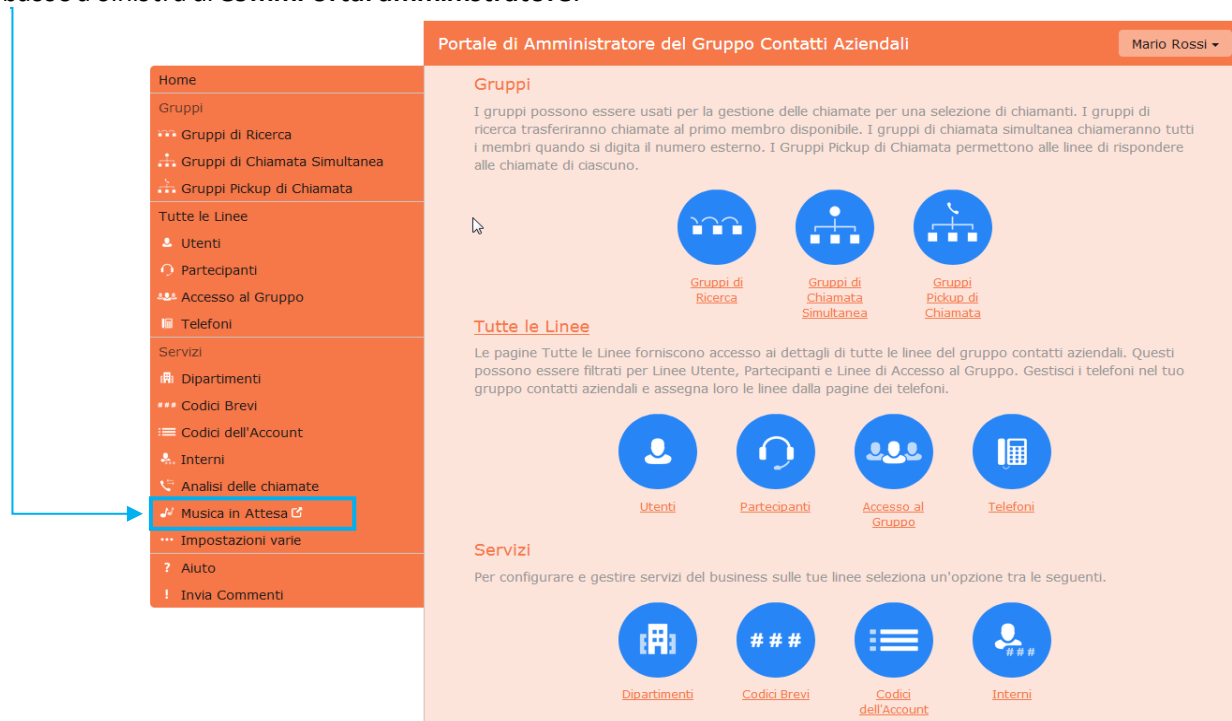 Portale di Amministratore del Gruppo Contatti Aziendali
Mario Rossi
Home
Gruppi
Gruppi di Ricerca
Gruppi di Chiamata Simultanea
Gruppi Pickup di Chiamata
Tutte le Linee
Utenti
Partecipanti
Accesso al Gruppo
Telefoni
Servizi
Dipartimenti
### Codici Brevi
Codici dell'Account
Interni
Analisi delle chiamate
Musica in Attesa
Impostazioni varie
? Aiuto
! Invia Commenti
Gruppi
I gruppi possono essere usati per la gestione delle chiamate per una selezione di chiamanti. I gruppi di
ricerca trasferiranno chiamate al primo membro disponibile. I gruppi di chiamata simultanea chiameranno tutti
i membri quando si digita il numero esterno. I Gruppi Pickup di Chiamata permettono alle linee di rispondere
alle chiamate di ciascuno.
Gruppi di
Ricerca
Gruppi di
Chiamata
Simultanea
Gruppi
Pickup di
Chiamata
Tutte le Linee
Le pagine Tutte le Linee forniscono accesso ai dettagli di tutte le linee del gruppo contatti aziendali. Questi
possono essere filtrati per Linee Utente, Partecipanti e Linee di Accesso al Gruppo. Gestisci i telefoni nel tuo
gruppo contatti aziendali e assegna loro le linee dalla pagine dei telefoni.
Utenti
Partecipanti
Accesso al
Gruppo
Telefoni
Servizi
Per configurare e gestire servizi del business sulle tue linee seleziona un'opzione tra le seguenti.
###
###
Dipartimenti
Codici Brevi
Codici
dell'Account
Interni